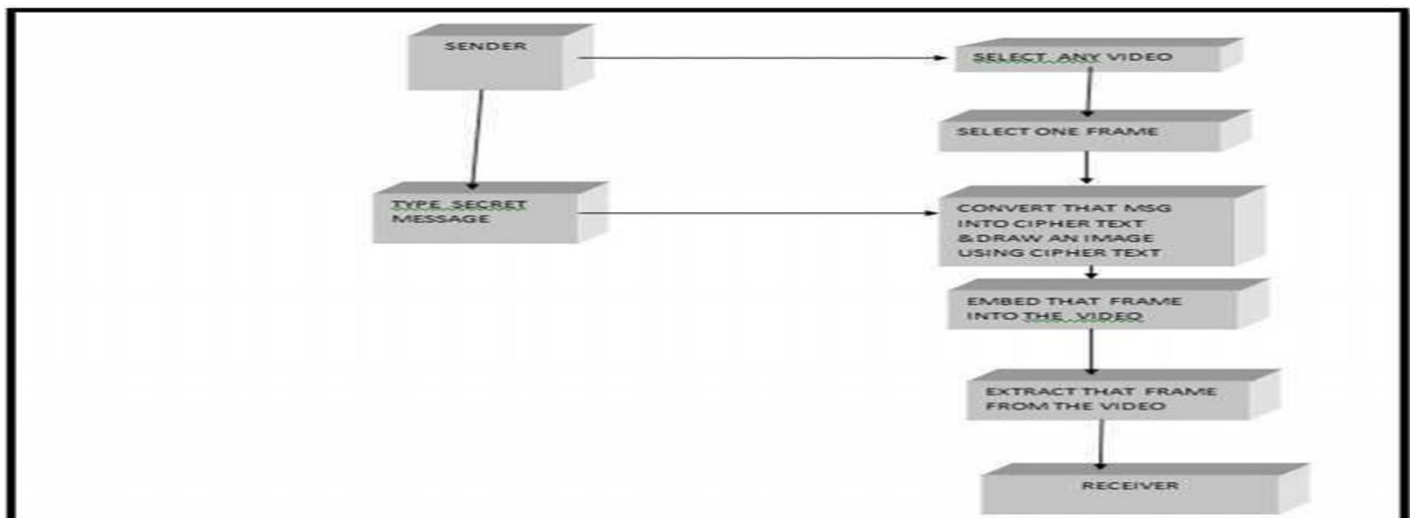 SENDER
SELECT ANY VIDEO
SELECT ONE FRAME
TYPE SECRET
MESSAGE
CONVERT THAT MSG
INTO CIPHER TEXT
&DRAW AN IMAGE
USING CIPHER TEXT
EMBED THAT FRAME
INTO THE VIDEO
EXTRACT THAT FRAME
FROM THE VIDEO
RECEIVER